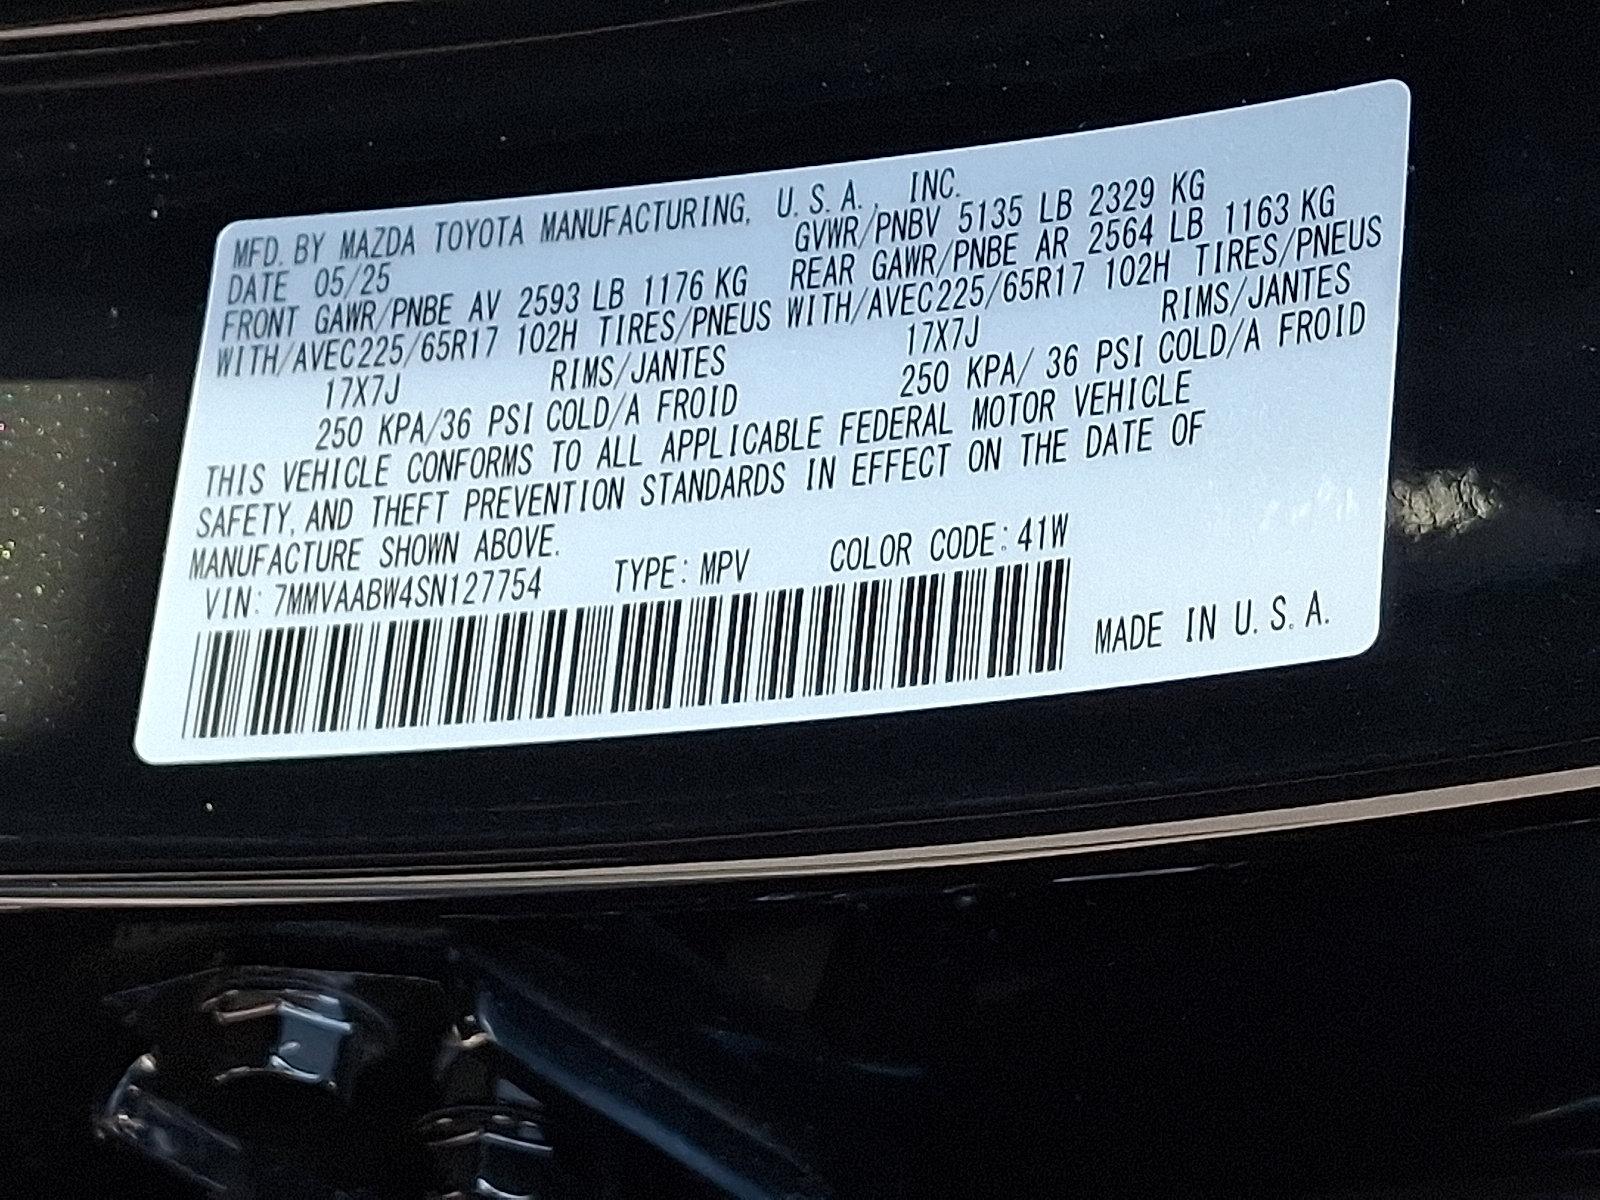 MFD. BY MAZDA TOYOTA MANUFACTURING, U.S.A., INC.
DATE 05/25 GVWR/PNBV 5135 LB 2329 KG
FRONT GAWR/PNBE AV 2593 LB 1176 KG REAR GAWR/PNBE AR 2564 LB 1163 KG
WITH/AVEC225/65R17 102H TIRES/PNEUS WITH/AVEC225/65R17 102H TIRES/PNEUS
17X7J RIMS/JANTES 17X7J RIMS/JANTES
250 KPA/36 PSI COLD/A FROID 250 KPA/ 36 PSI COLD/A FROID
THIS VEHICLE CONFORMS TO ALL APPLICABLE FEDERAL MOTOR VEHICLE
SAFETY, AND THEFT PREVENTION STANDARDS IN EFFECT ON THE DATE OF
MANUFACTURE SHOWN ABOVE.
VIN: 7MMVAABW4SN127754 TYPE: MPV COLOR CODE: 41W
MADE IN U.S.A.